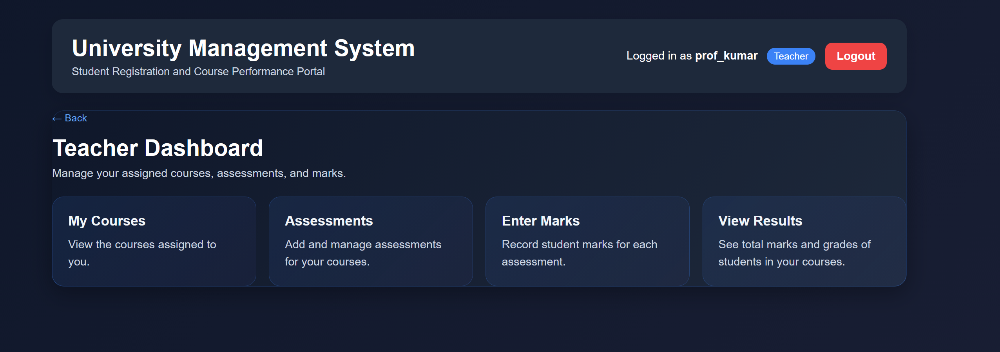 University Management System
Student Registration and Course Performance Portal
Logged in as prof_kumar Teacher Logout
← Back
Teacher Dashboard
Manage your assigned courses, assessments, and marks.
My Courses
View the courses assigned to
you.
Assessments
Add and manage assessments
for your courses.
Enter Marks
Record student marks for each
assessment.
View Results
See total marks and grades of
students in your courses.